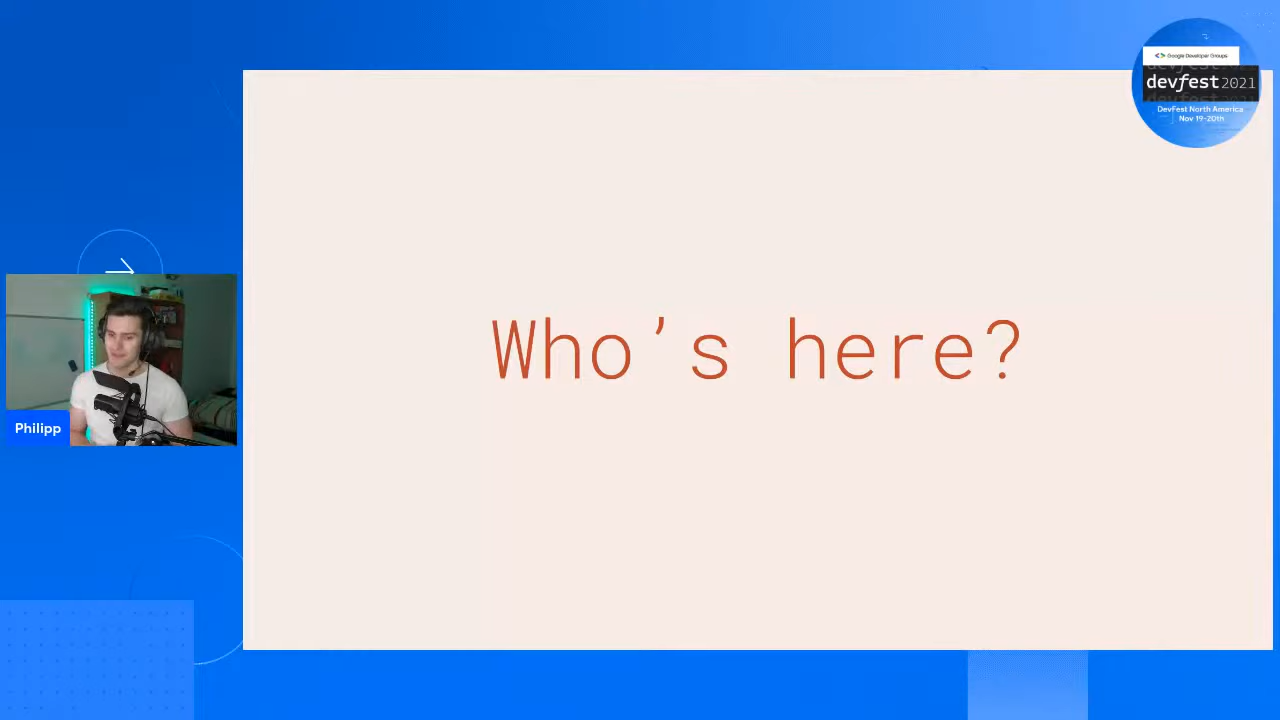 Google Developer Groups
devfest 2021
DevFest North America
Nov 19-20th
Who's here?
Philipp